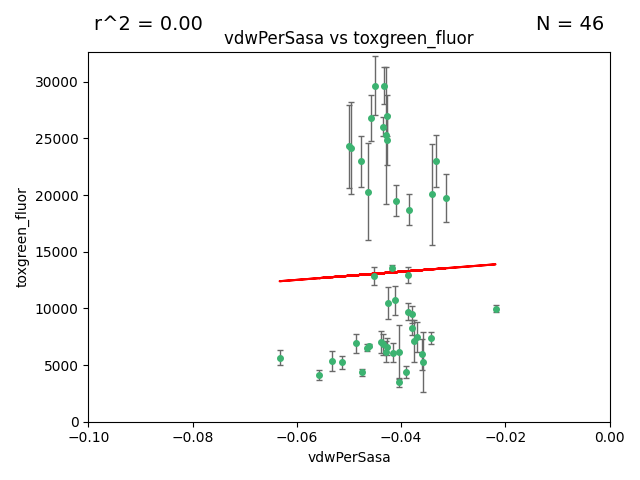 r^2 = 0.00
N = 46
vdwPerSasa vs toxgreen_fluor
30000
25000
20000
15000
10000
5000
0
toxgreen_fluor
−0.10
−0.08
−0.06
−0.04
−0.02
0.00
vdwPerSasa